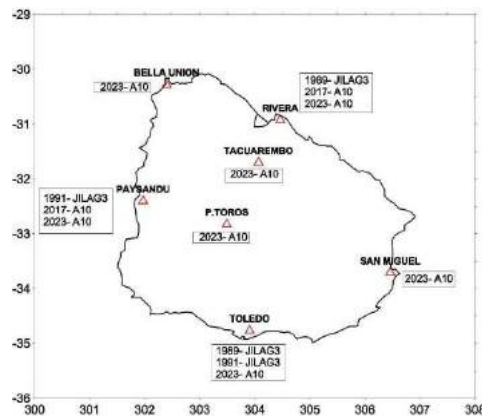 -29
-30
-31
-32
-33
-34
-35
-36
300 301 302 303 304 305 306 307
BELLA UNION
2023- A10
RIVERA
1989- JILAG3
2017- A10
2023- A10
TACUAREMBO
2023- A10
PAYSANDU
1991- JILAG3
2017- A10
2023- A10
P.TOROS
2023- A10
SAN MIGUEL
2023- A10
TOLEDO
1989- JILAG3
1991- JILAG3
2023- A10